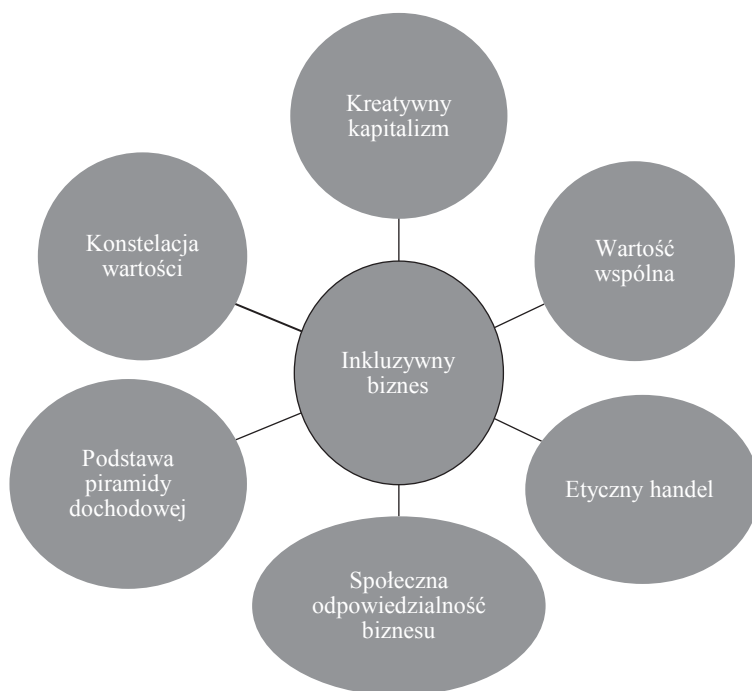 Kreatywny
kapitalizm
Konstelacja
wartości
Wartość
wspólna
Inkluzywny
biznes
Podstawa
piramidy
dochodowej
Etyczny handel
Społeczna
odpowiedzialność
biznesu